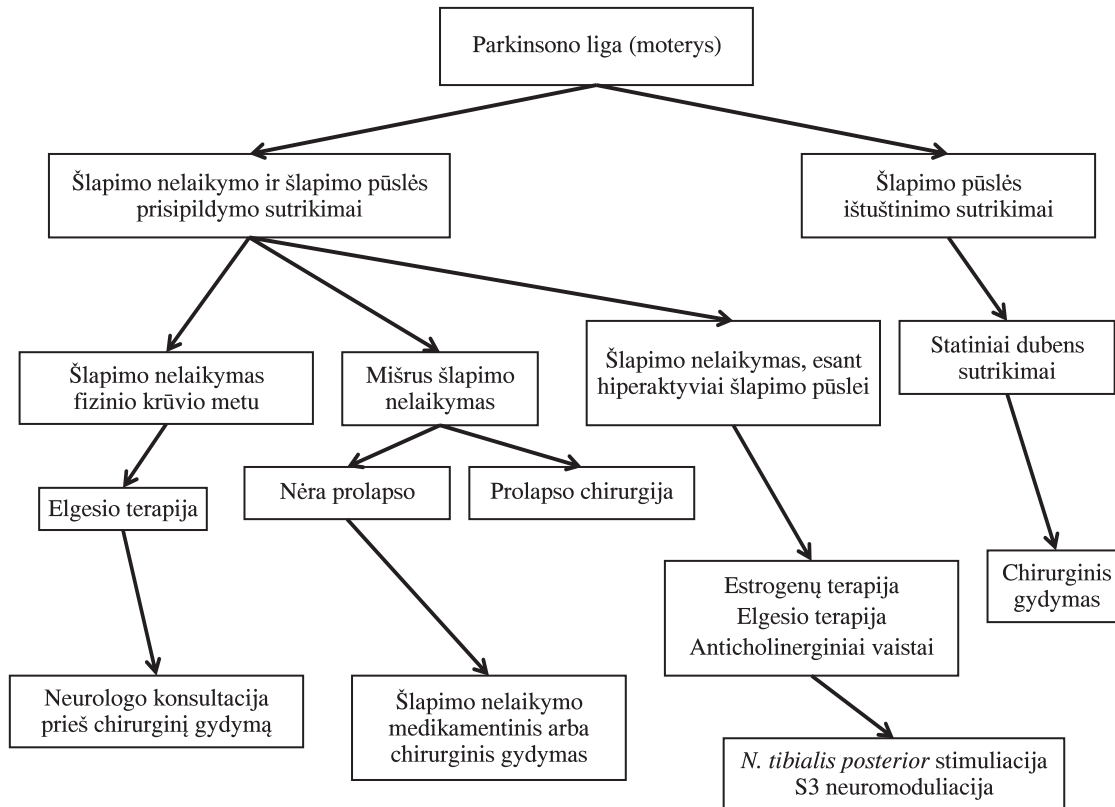 Parkinsono liga (moterys)
Šlapimo nelaikymo ir šlapimo pūslės
prisipildymo sutrikimai
Šlapimo pūslės
ištuštinimo sutrikimai
Šlapimo nelaikymas
fizinio krūvio metu
Mišrus šlapimo
nelaikymas
Šlapimo nelaikymas, esant
hiperaktyviai šlapimo pūslei
Statiniai dubens
sutrikimai
Elgesio terapija
Nėra prolapso
Prolapso chirurgija
Estrogenų terapija
Elgesio terapija
Anticholinerginiai vaistai
Chirurginis
gydymas
Neurologo konsultacija
prieš chirurginį gydymą
Šlapimo nelaikymo
medikamentinis arba
chirurginis gydymas
N. tibialis posterior stimuliacija
S3 neuromoduliacija